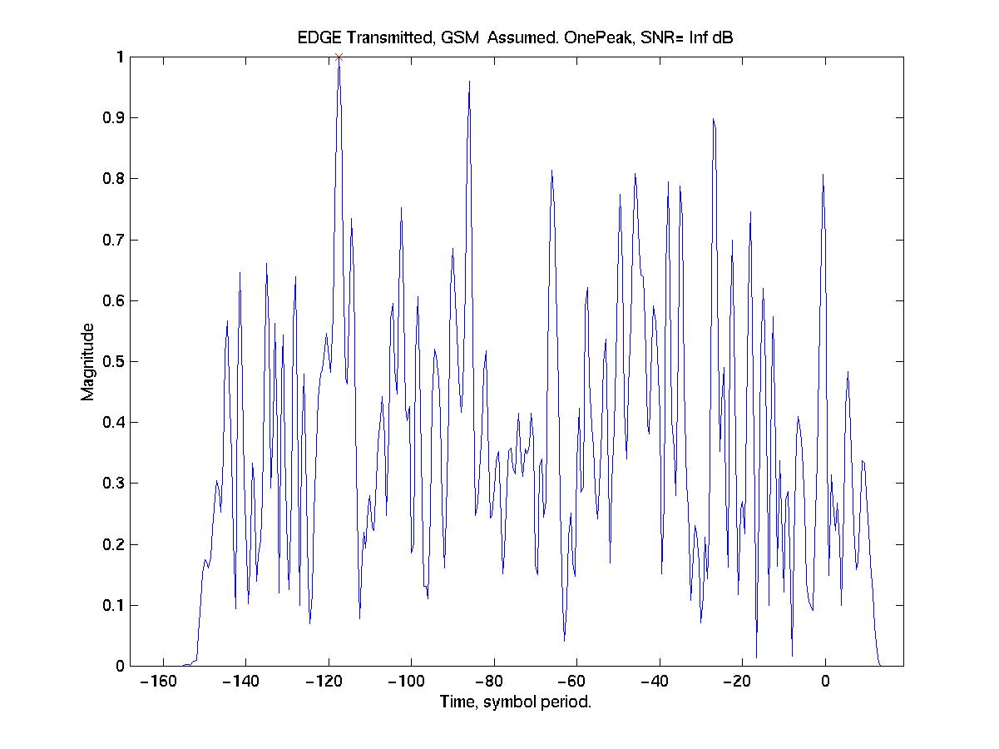 EDGE Transmitted, GSM Assumed. OnePeak, SNR= Inf dB
1
0.9
0.8
0.7
0.6
0.5
0.4
0.3
0.2
0.1
0
Magnitude
−160 −140 −120 −100 −80 −60 −40 −20 0
Time, symbol period.